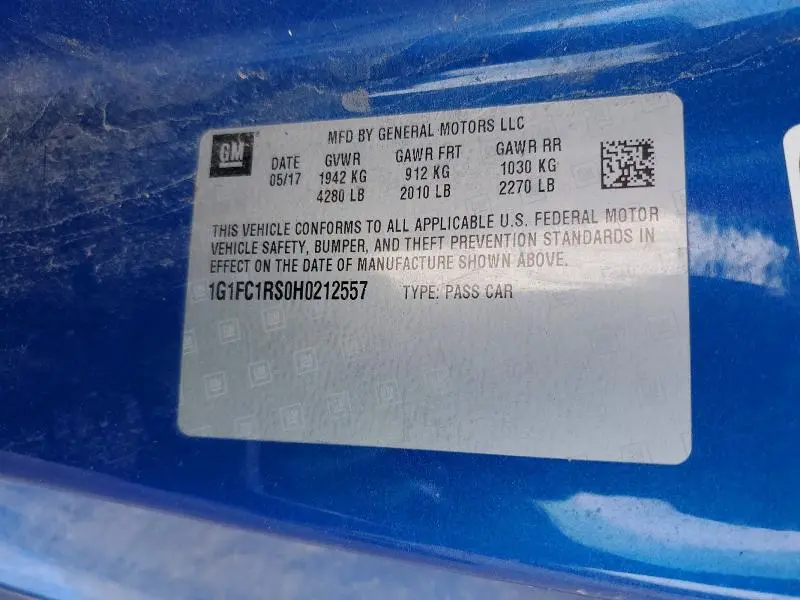 GM
MFD BY GENERAL MOTORS LLC
DATE GVWR GAWR FRT GAWR RR
05/17 1942 KG 912 KG 1030 KG
4280 LB 2010 LB 2270 LB
THIS VEHICLE CONFORMS TO ALL APPLICABLE U.S. FEDERAL MOTOR
VEHICLE SAFETY, BUMPER, AND THEFT PREVENTION STANDARDS IN
EFFECT ON THE DATE OF MANUFACTURE SHOWN ABOVE.
1G1FC1RS0H0212557 TYPE: PASS CAR